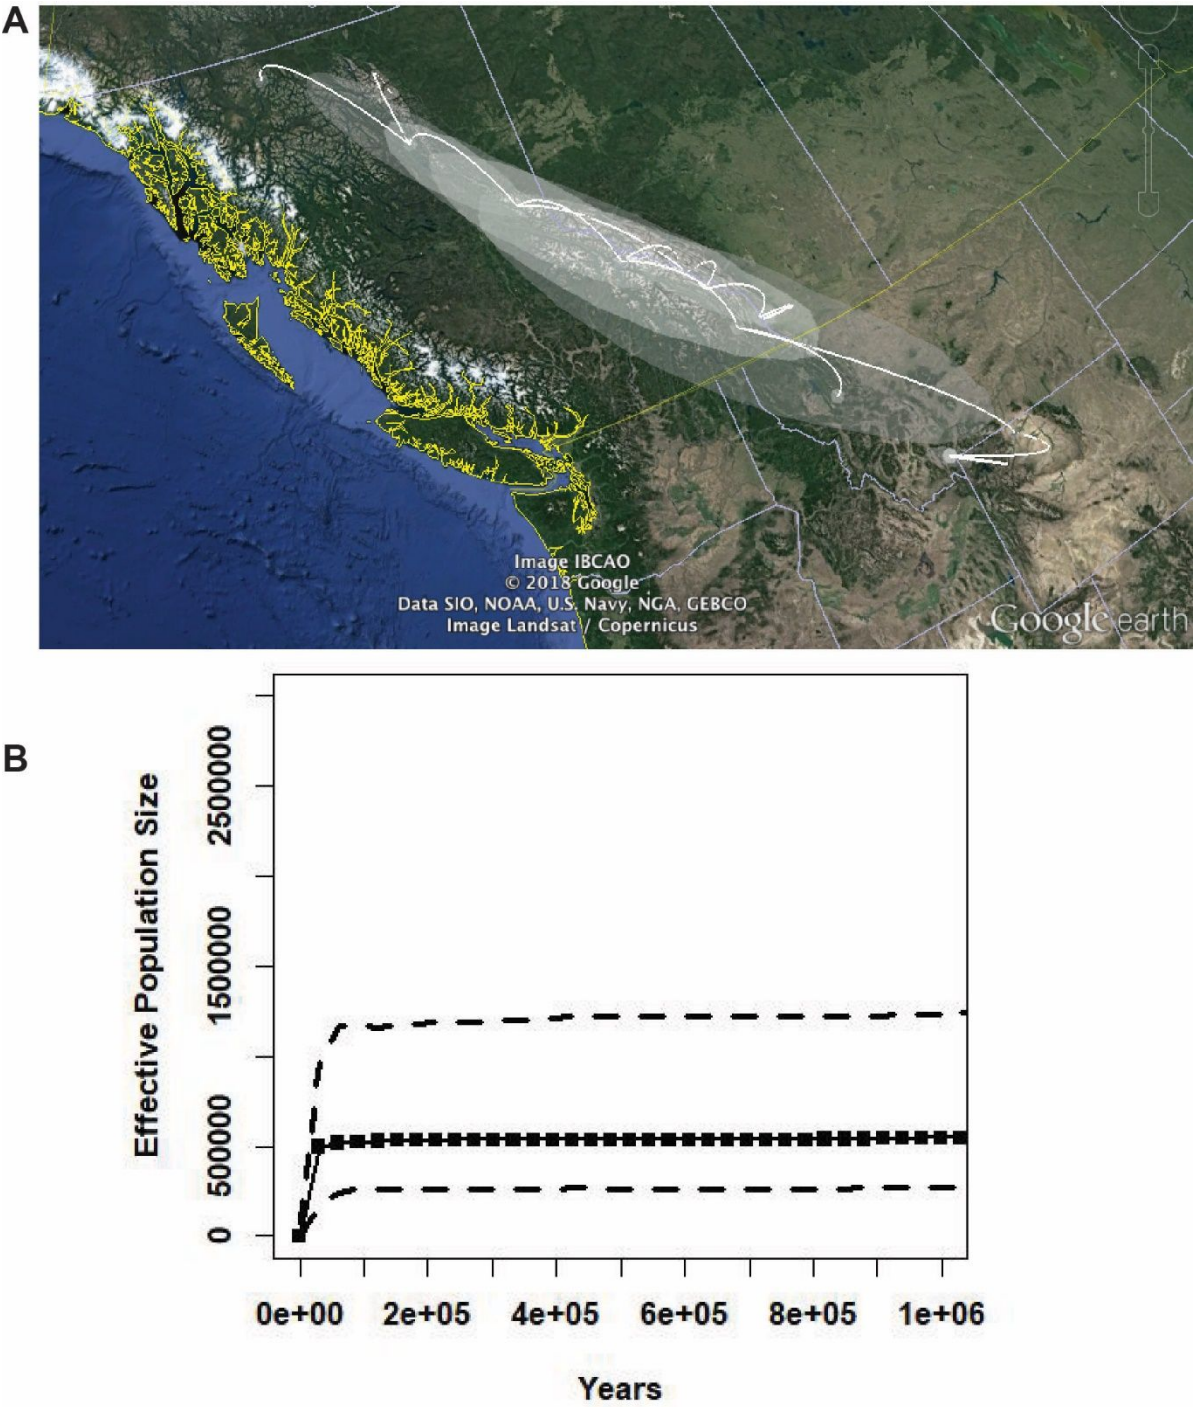 A
Image IBCAO
© 2018 Google
Data SIO, NOAA, U.S. Navy, NGA, GEBCO
Image Landsat / Copernicus
Google earth
B
Effective Population Size
2500000
1500000
500000
0
0e+00 2e+05 4e+05 6e+05 8e+05 1e+06
Years